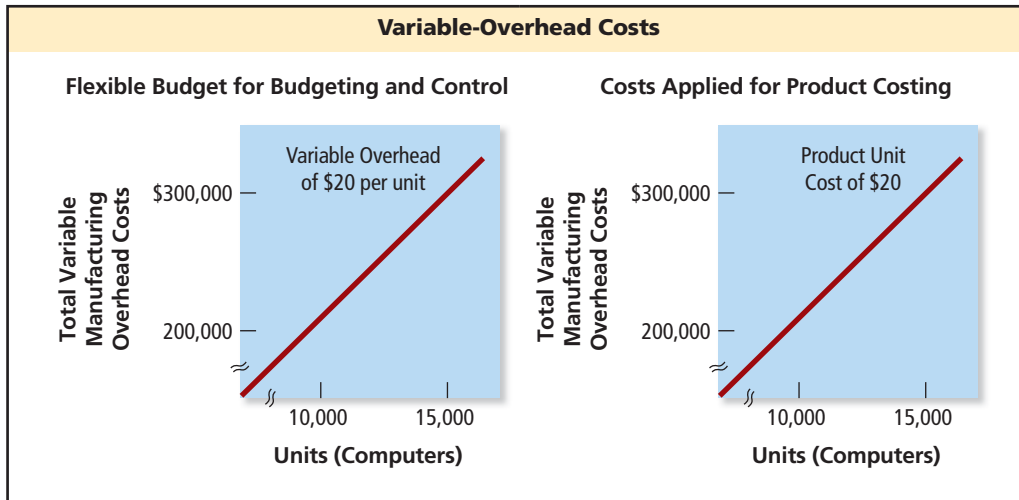 Variable-Overhead Costs
Flexible Budget for Budgeting and Control
Total Variable
Manufacturing
Overhead Costs
$300,000
200,000
Variable Overhead
of $20 per unit
10,000 15,000
Units (Computers)
Costs Applied for Product Costing
Total Variable
Manufacturing
Overhead Costs
$300,000
200,000
Product Unit
Cost of $20
10,000 15,000
Units (Computers)